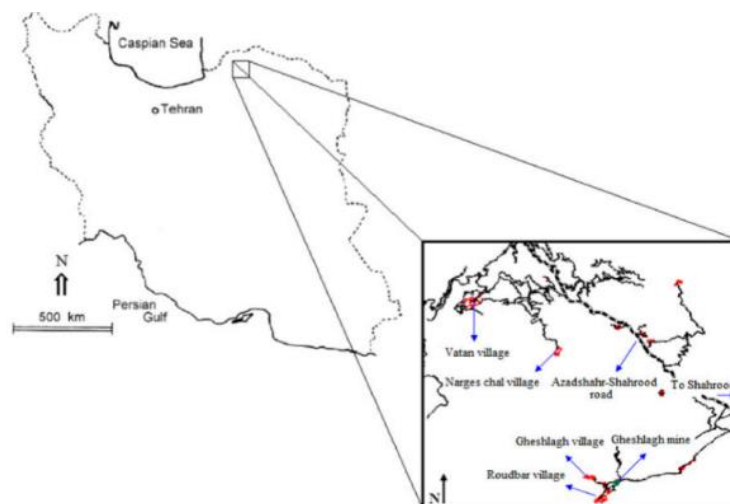 N
Caspian Sea
Tehran
N
Persian
Gulf
500 km
Vatan village
Narges chal village
Azadshahr-Shahrood
road
To Shahroo
Gheshlagh village
Gheshlagh mine
Roudbar village
N